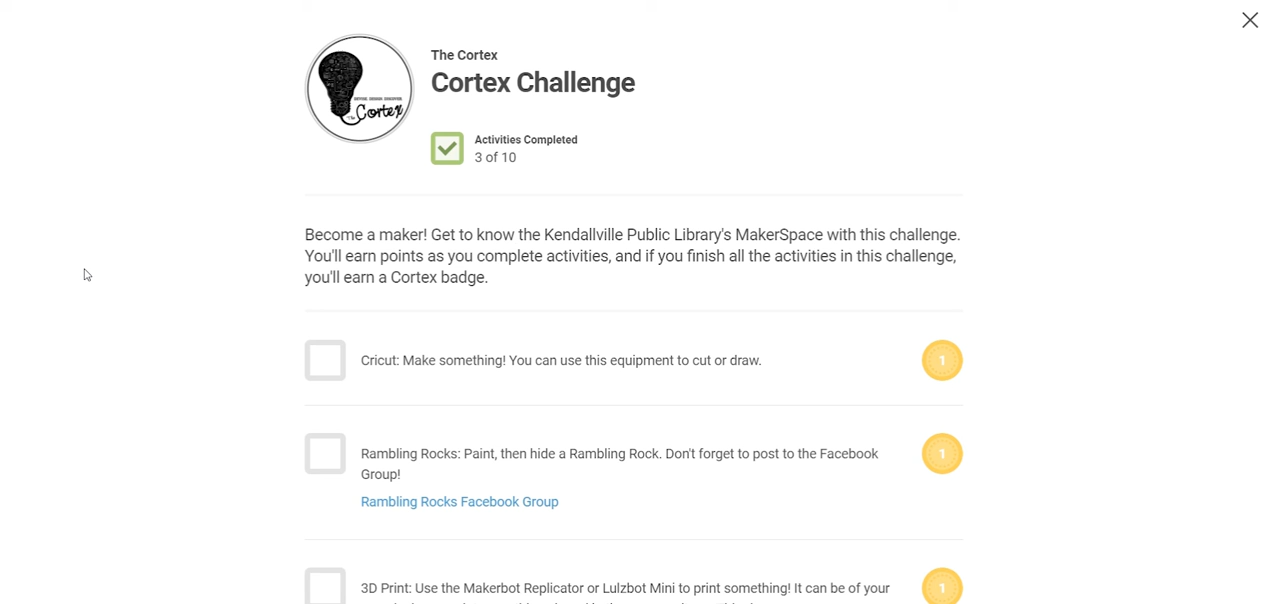 The Cortex
Cortex Challenge
Activities Completed
3 of 10
Become a maker! Get to know the Kendallville Public Library's MakerSpace with this challenge.
You'll earn points as you complete activities, and if you finish all the activities in this challenge,
you'll earn a Cortex badge.
Cricut: Make something! You can use this equipment to cut or draw.
1
Rambling Rocks: Paint, then hide a Rambling Rock. Don't forget to post to the Facebook
Group!
1
Rambling Rocks Facebook Group
3D Print: Use the Makerbot Replicator or Lulzbot Mini to print something! It can be of your
1